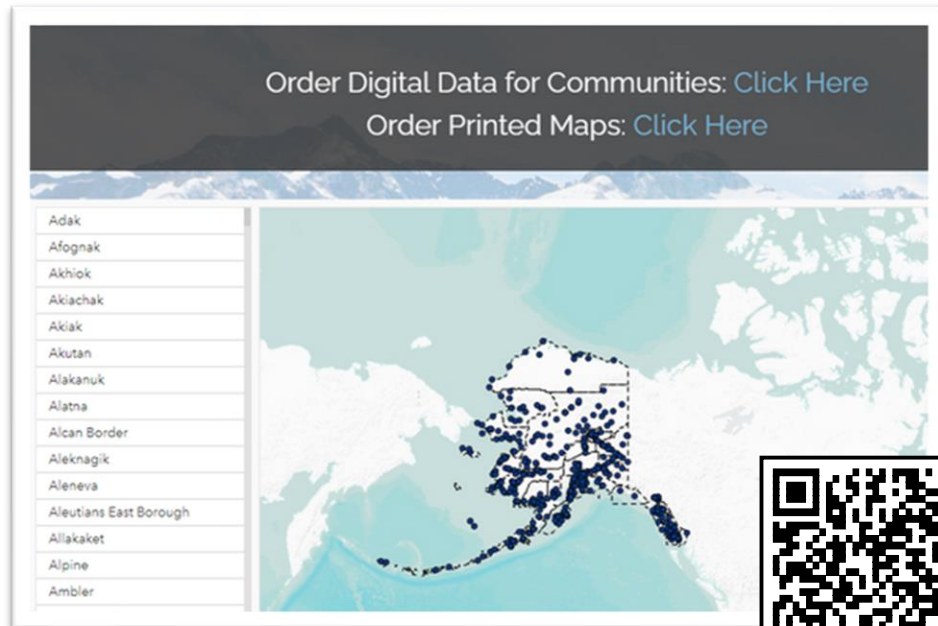 Order Digital Data for Communities: Click Here
Order Printed Maps: Click Here
Adak
Afognak
Akhiok
Akiachak
Akiak
Akutan
Alakanuk
Alatna
Alcan Border
Aleknagik
Aleneva
Aleutians East Borough
Allakaket
Alpine
Ambler